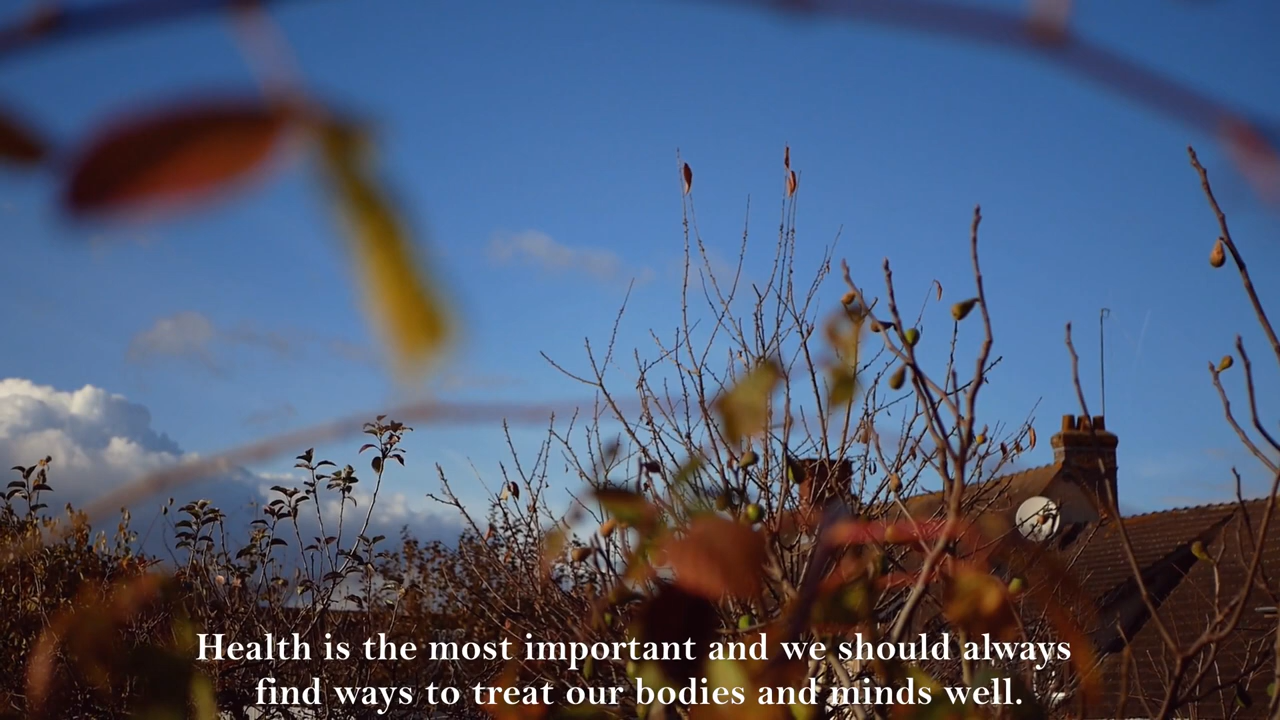 Health is the most important and we should always
find ways to treat our bodies and minds well.